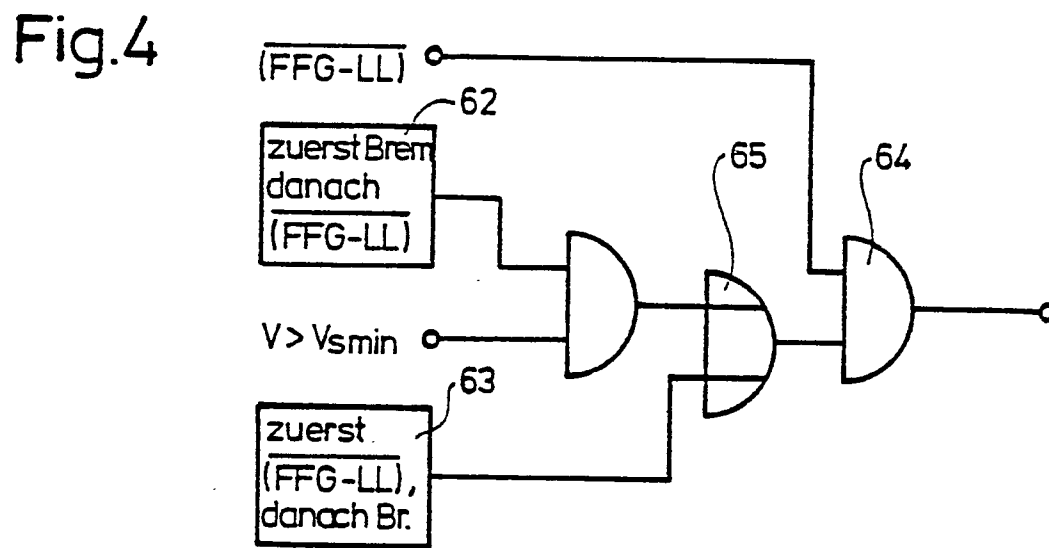 Fig.4
(FFG-LL)
62
zuerst Brem
danach
(FFG-LL)
65
64
V > Vsmin
63
zuerst
(FFG-LL),
danach Br.